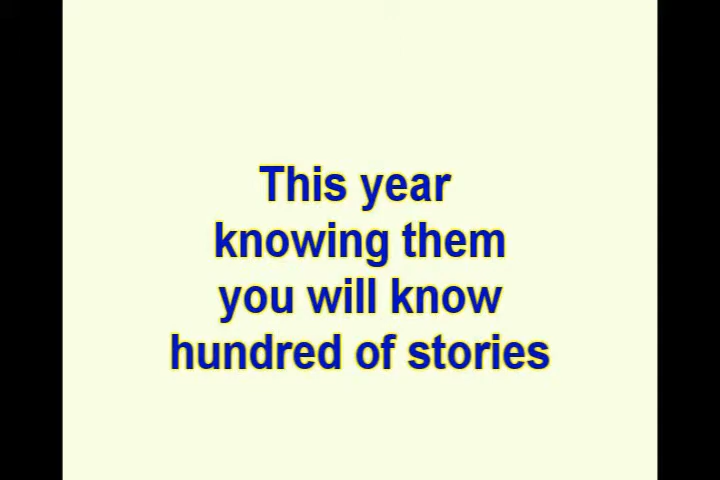 This year
knowing them
you will know
hundred of stories